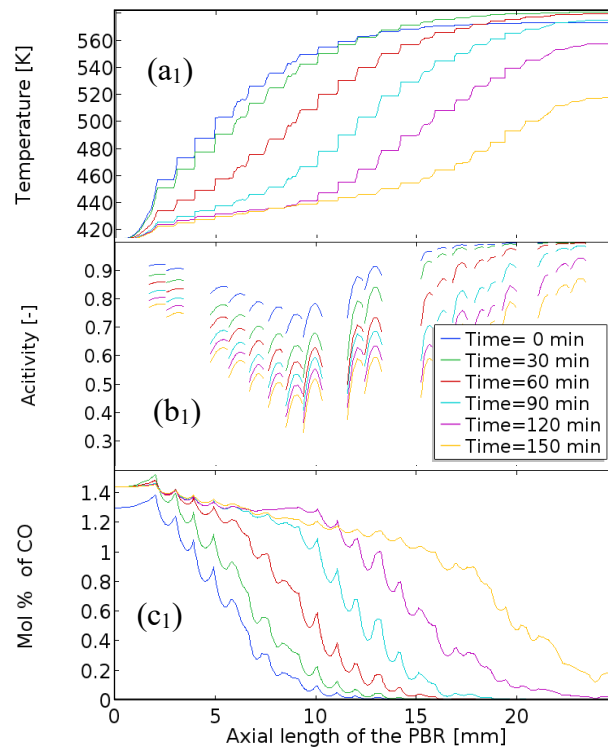 560
540
520
500
480
460
440
420
Temperature [K]
(a1)
0.9
0.8
0.7
0.6
0.5
0.4
0.3
Acitivity [-]
(b1)
Time= 0 min
Time=30 min
Time=60 min
Time=90 min
Time=120 min
Time=150 min
1.4
1.2
1
0.8
0.6
0.4
0.2
0
Mol % of CO
(c1)
0 5 10 15 20
Axial length of the PBR [mm]